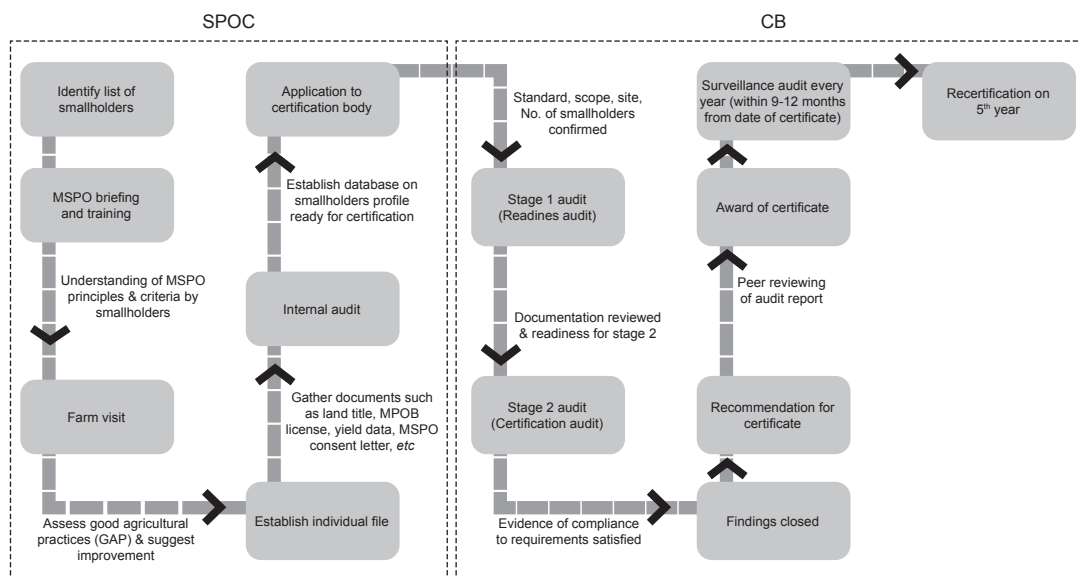 SPOC
Identify list of
smallholders
MSPO briefing
and training
Understanding of MSPO
principles & criteria by
smallholders
Farm visit
Assess good agricultural
practices (GAP) & suggest
improvement
Establish individual file
Gather documents such
as land title, MPOB
license, yield data, MSPO
consent letter, etc
Internal audit
Establish database on
smallholders profile
ready for certification
Application to
certification body
CB
Standard, scope, site,
No. of smallholders
confirmed
Stage 1 audit
(Readines audit)
Documentation reviewed
& readiness for stage 2
Stage 2 audit
(Certification audit)
Evidence of compliance
to requirements satisfied
Findings closed
Recommendation for
certificate
Peer reviewing
of audit report
Award of certificate
Surveillance audit every
year (within 9-12 months
from date of certificate)
Recertification on
5th year